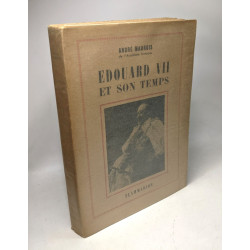 ANDRÉ MAUROIS
de l'Académie française
EDOUARD VII
ET SON TEMPS
FLAMMARION